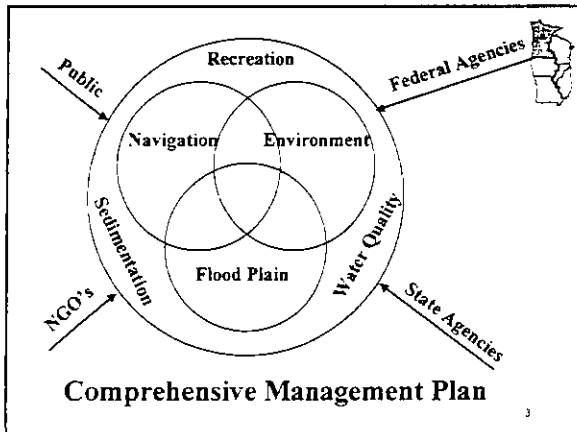 Recreation
Public
Federal Agencies
Navigation
Environment
Sedimentation
Water Quality
Flood Plain
NGO's
State Agencies
Comprehensive Management Plan
3